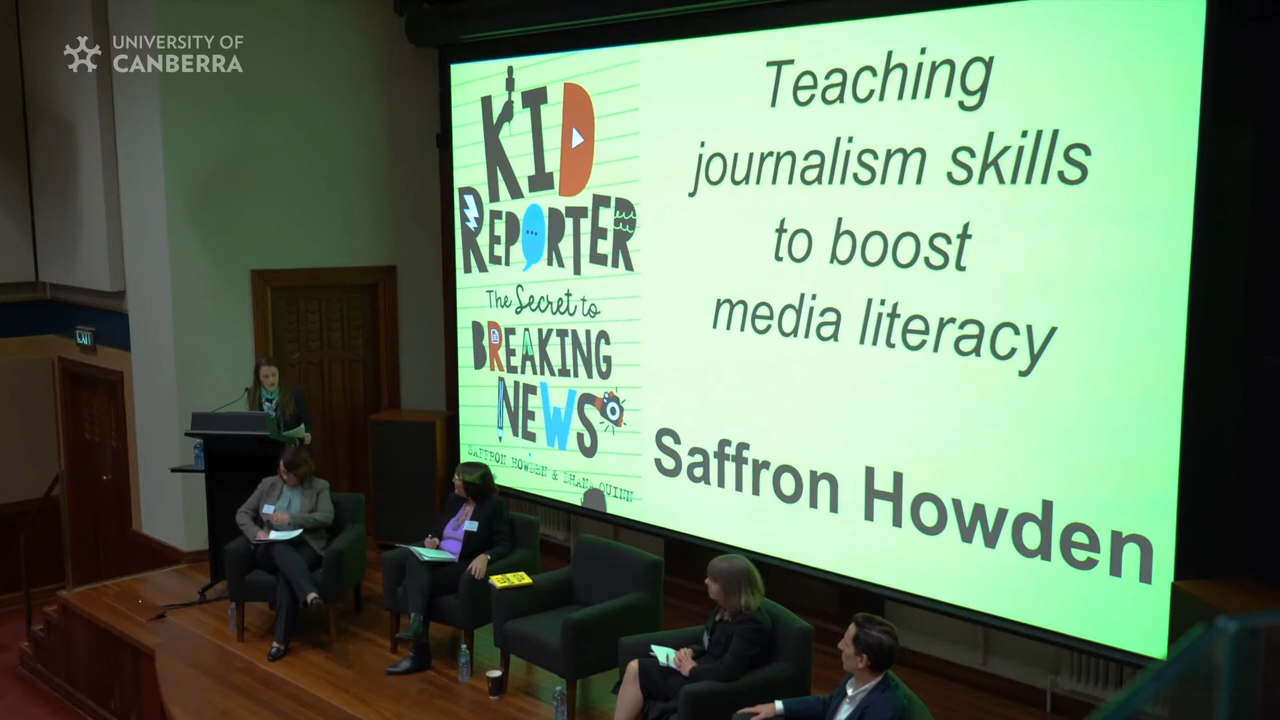 UNIVERSITY OF
CANBERRA
EXIT
KID
REPORTER
The Secret to
BREAKING
NEWS
SAFFRON HOWDEN & DHANA QUINN
Teaching
journalism skills
to boost
media literacy
Saffron Howden